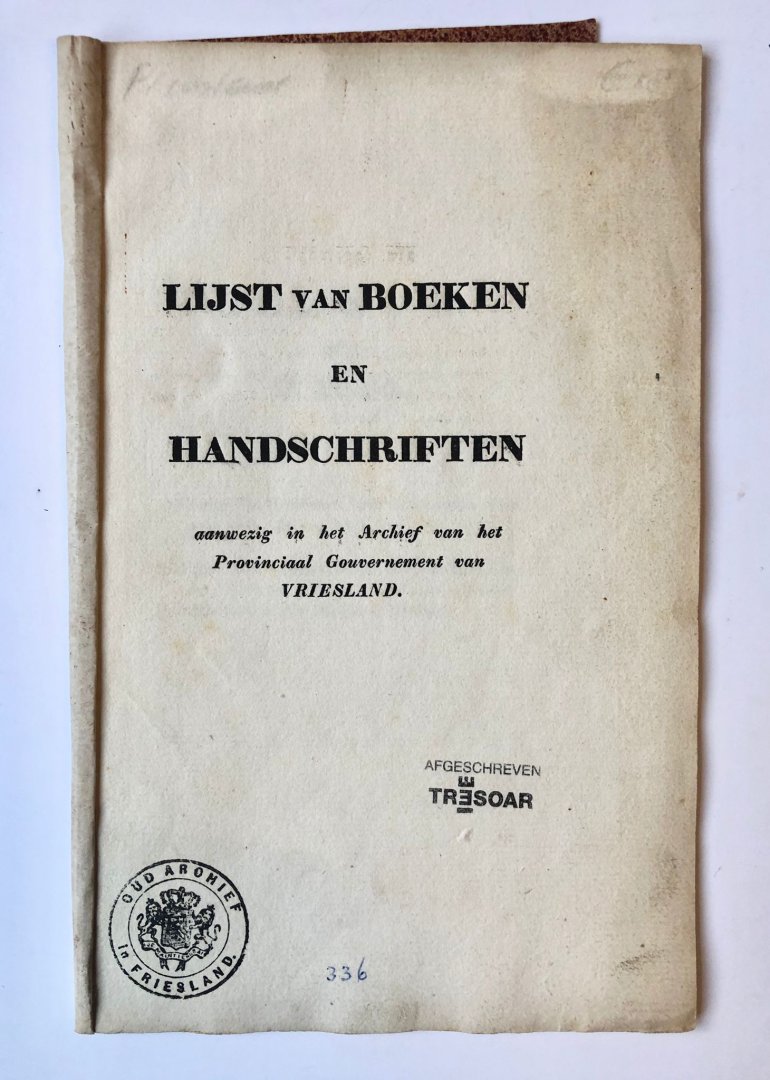 LIJST VAN BOEKEN
EN
HANDSCHRIFTEN
aanwezig in het Archief van het
Provinciaal Gouvernement van
VRIESLAND.
AFGESCHREVEN
TRESOAR
OUD ARCHIEF
in FRIESLAND.
336